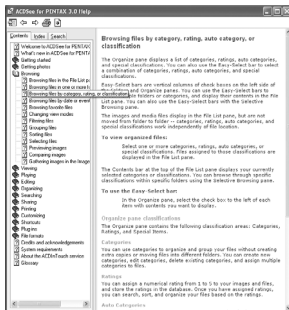 ACDSee for PENTAX 3.0 Help
Contents Index Search
Welcome to ACDSee for PENTAX
What's new in ACDSee for PENTAX
Getting started
Getting photos
Browsing
Browsing files in the File List p
Browsing files in one or more f
Browsing files by category, rating, or classification
Browsing files by date or event
Browsing favorite files
Changing view modes
Filtering files
Grouping files
Sorting files
Selecting files
Previewing images
Comparing images
Gathering images in the Image
Viewing
Playing
Editing
Organizing
Searching
Sharing
Printing
Customizing
Shortcuts
Plug-ins
File formats
Credits and acknowledgements
System requirements
About the ACDInTouch service
Glossary
Browsing files by category, rating, auto category, or
classification
The Organize pane displays a list of categories, ratings, auto categories,
and special classifications. You can also use the Easy-Select bar to select
a combination of categories, ratings, auto categories, and special
classifications.
Easy-Select bars are vertical columns of check boxes on the left side of
the Folders and Organize panes. You can use the Easy-Select bars to
select multiple folders or categories, and display their contents in the File
List pane. You can also use the Easy-Select bars with the Selective
Browsing pane.
The images and media files display in the File List pane, but are not
moved from folder to folder -- categories, ratings, auto categories, and
special classifications work independently of file location.
To view organized files:
Select one or more categories, ratings, auto categories, or
special classifications. Files assigned to those classifications are
displayed in the File List pane.
The Contents bar at the top of the File List pane displays your currently
selected categories or classifications. You can browse through specific
classifications within specific folders using the Selective Browsing pane.
To use the Easy-Select bar:
In the Organize pane, select the check box to the left of each
item with contents you want to display.
Organize pane classifications
The Organize pane contains the following classification areas: Categories,
Ratings, and Special Items.
Categories
You can use categories to organize and group your files without creating
extra copies or moving files into different folders. You can create new
categories, edit categories, delete existing categories, and assign multiple
categories to files.
Ratings
You can assign a numerical rating from 1 to 5 to your images and files,
and store the ratings in the database. Once you have assigned ratings,
you can search, sort, and organize your files based on the ratings.
Auto Categories